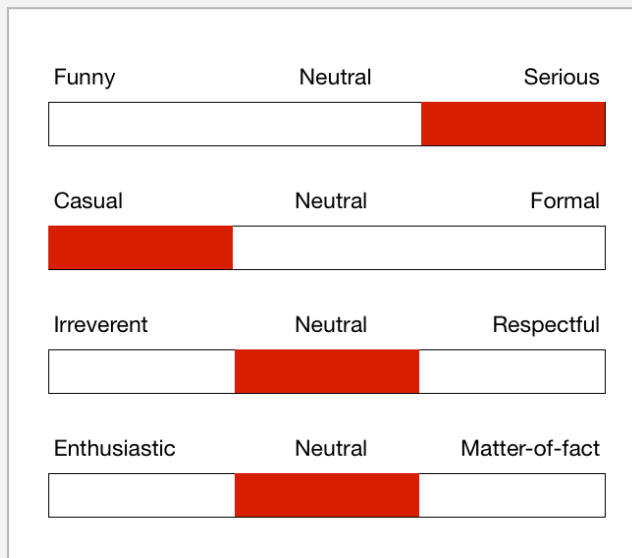 Funny Neutral Serious
Casual Neutral Formal
Irreverent Neutral Respectful
Enthusiastic Neutral Matter-of-fact